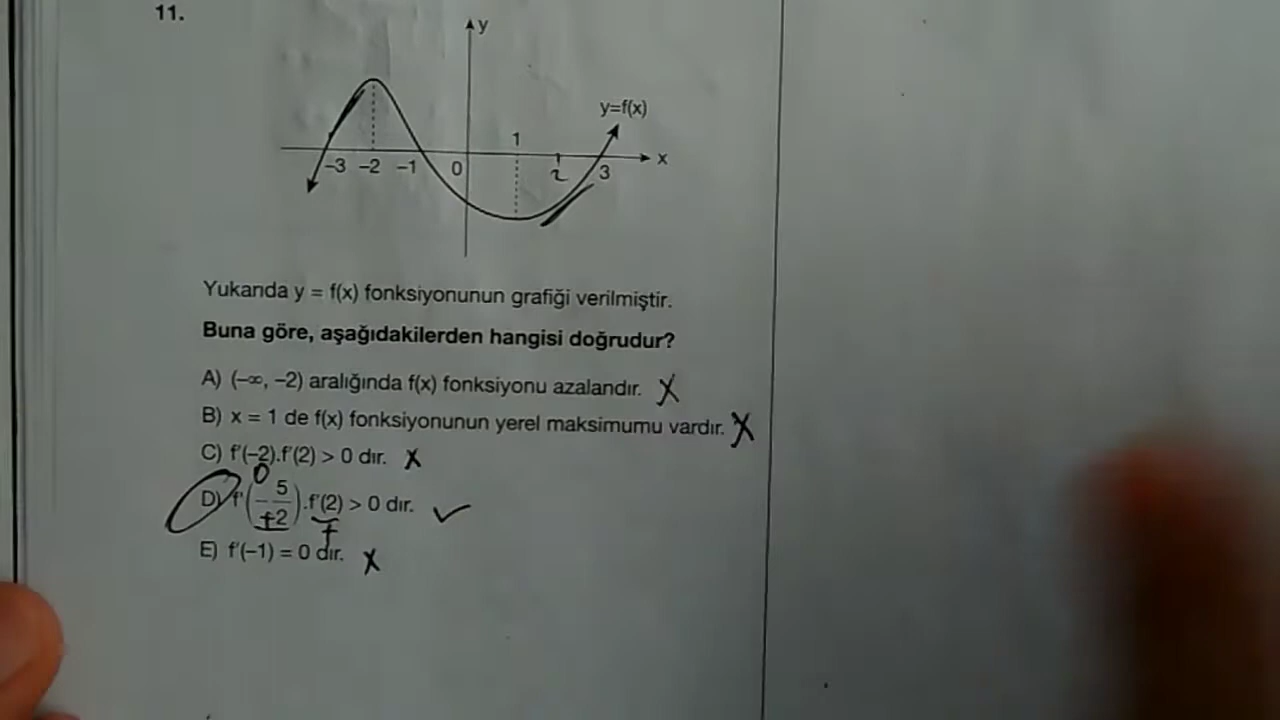 11.
y
y=f(x)
1
-3 -2 -1 0 2 3 x
Yukarıda y = f(x) fonksiyonunun grafiği verilmiştir.
Buna göre, aşağıdakilerden hangisi doğrudur?
A) (-∞, -2) aralığında f(x) fonksiyonu azalandır. X
B) x = 1 de f(x) fonksiyonunun yerel maksimumu vardır. X
C) f'(-2).f'(2) > 0 dır. X
0
D) f'(-5/2).f'(2) > 0 dır. ✓
+ +
E) f'(-1) = 0 dır. X